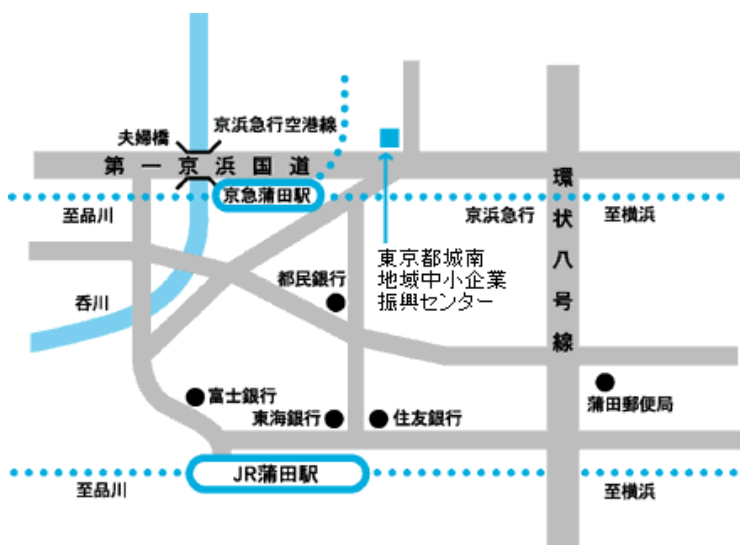 京浜急行空港線
夫婦橋
第一京浜国道
京急蒲田駅
至品川
京浜急行
至横浜
環状八号線
東京都城南
地域中小企業
振興センター
都民銀行
呑川
富士銀行
東海銀行
住友銀行
蒲田郵便局
JR蒲田駅
至品川
至横浜